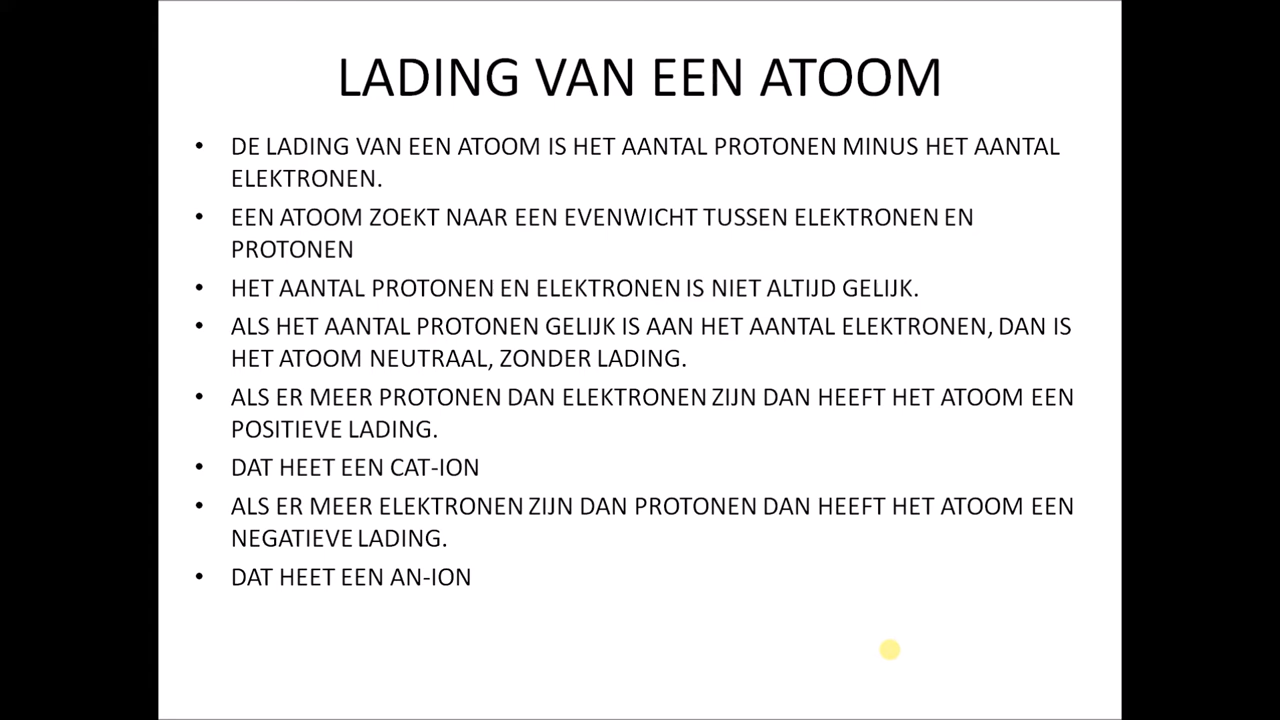 LADING VAN EEN ATOOM
• DE LADING VAN EEN ATOOM IS HET AANTAL PROTONEN MINUS HET AANTAL
ELEKTRONEN.
• EEN ATOOM ZOEKT NAAR EEN EVENWICHT TUSSEN ELEKTRONEN EN
PROTONEN
• HET AANTAL PROTONEN EN ELEKTRONEN IS NIET ALTIJD GELIJK.
• ALS HET AANTAL PROTONEN GELIJK IS AAN HET AANTAL ELEKTRONEN, DAN IS
HET ATOOM NEUTRAAL, ZONDER LADING.
• ALS ER MEER PROTONEN DAN ELEKTRONEN ZIJN DAN HEEFT HET ATOOM EEN
POSITIEVE LADING.
• DAT HEET EEN CAT-ION
• ALS ER MEER ELEKTRONEN ZIJN DAN PROTONEN DAN HEEFT HET ATOOM EEN
NEGATIEVE LADING.
• DAT HEET EEN AN-ION